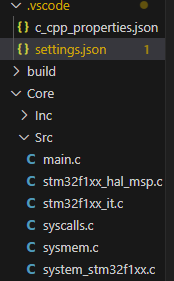 .vscode
c_cpp_properties.json
settings.json 1
build
Core
Inc
Src
C main.c
C stm32f1xx_hal_msp.c
C stm32f1xx_it.c
C syscalls.c
C sysmem.c
C system_stm32f1xx.c